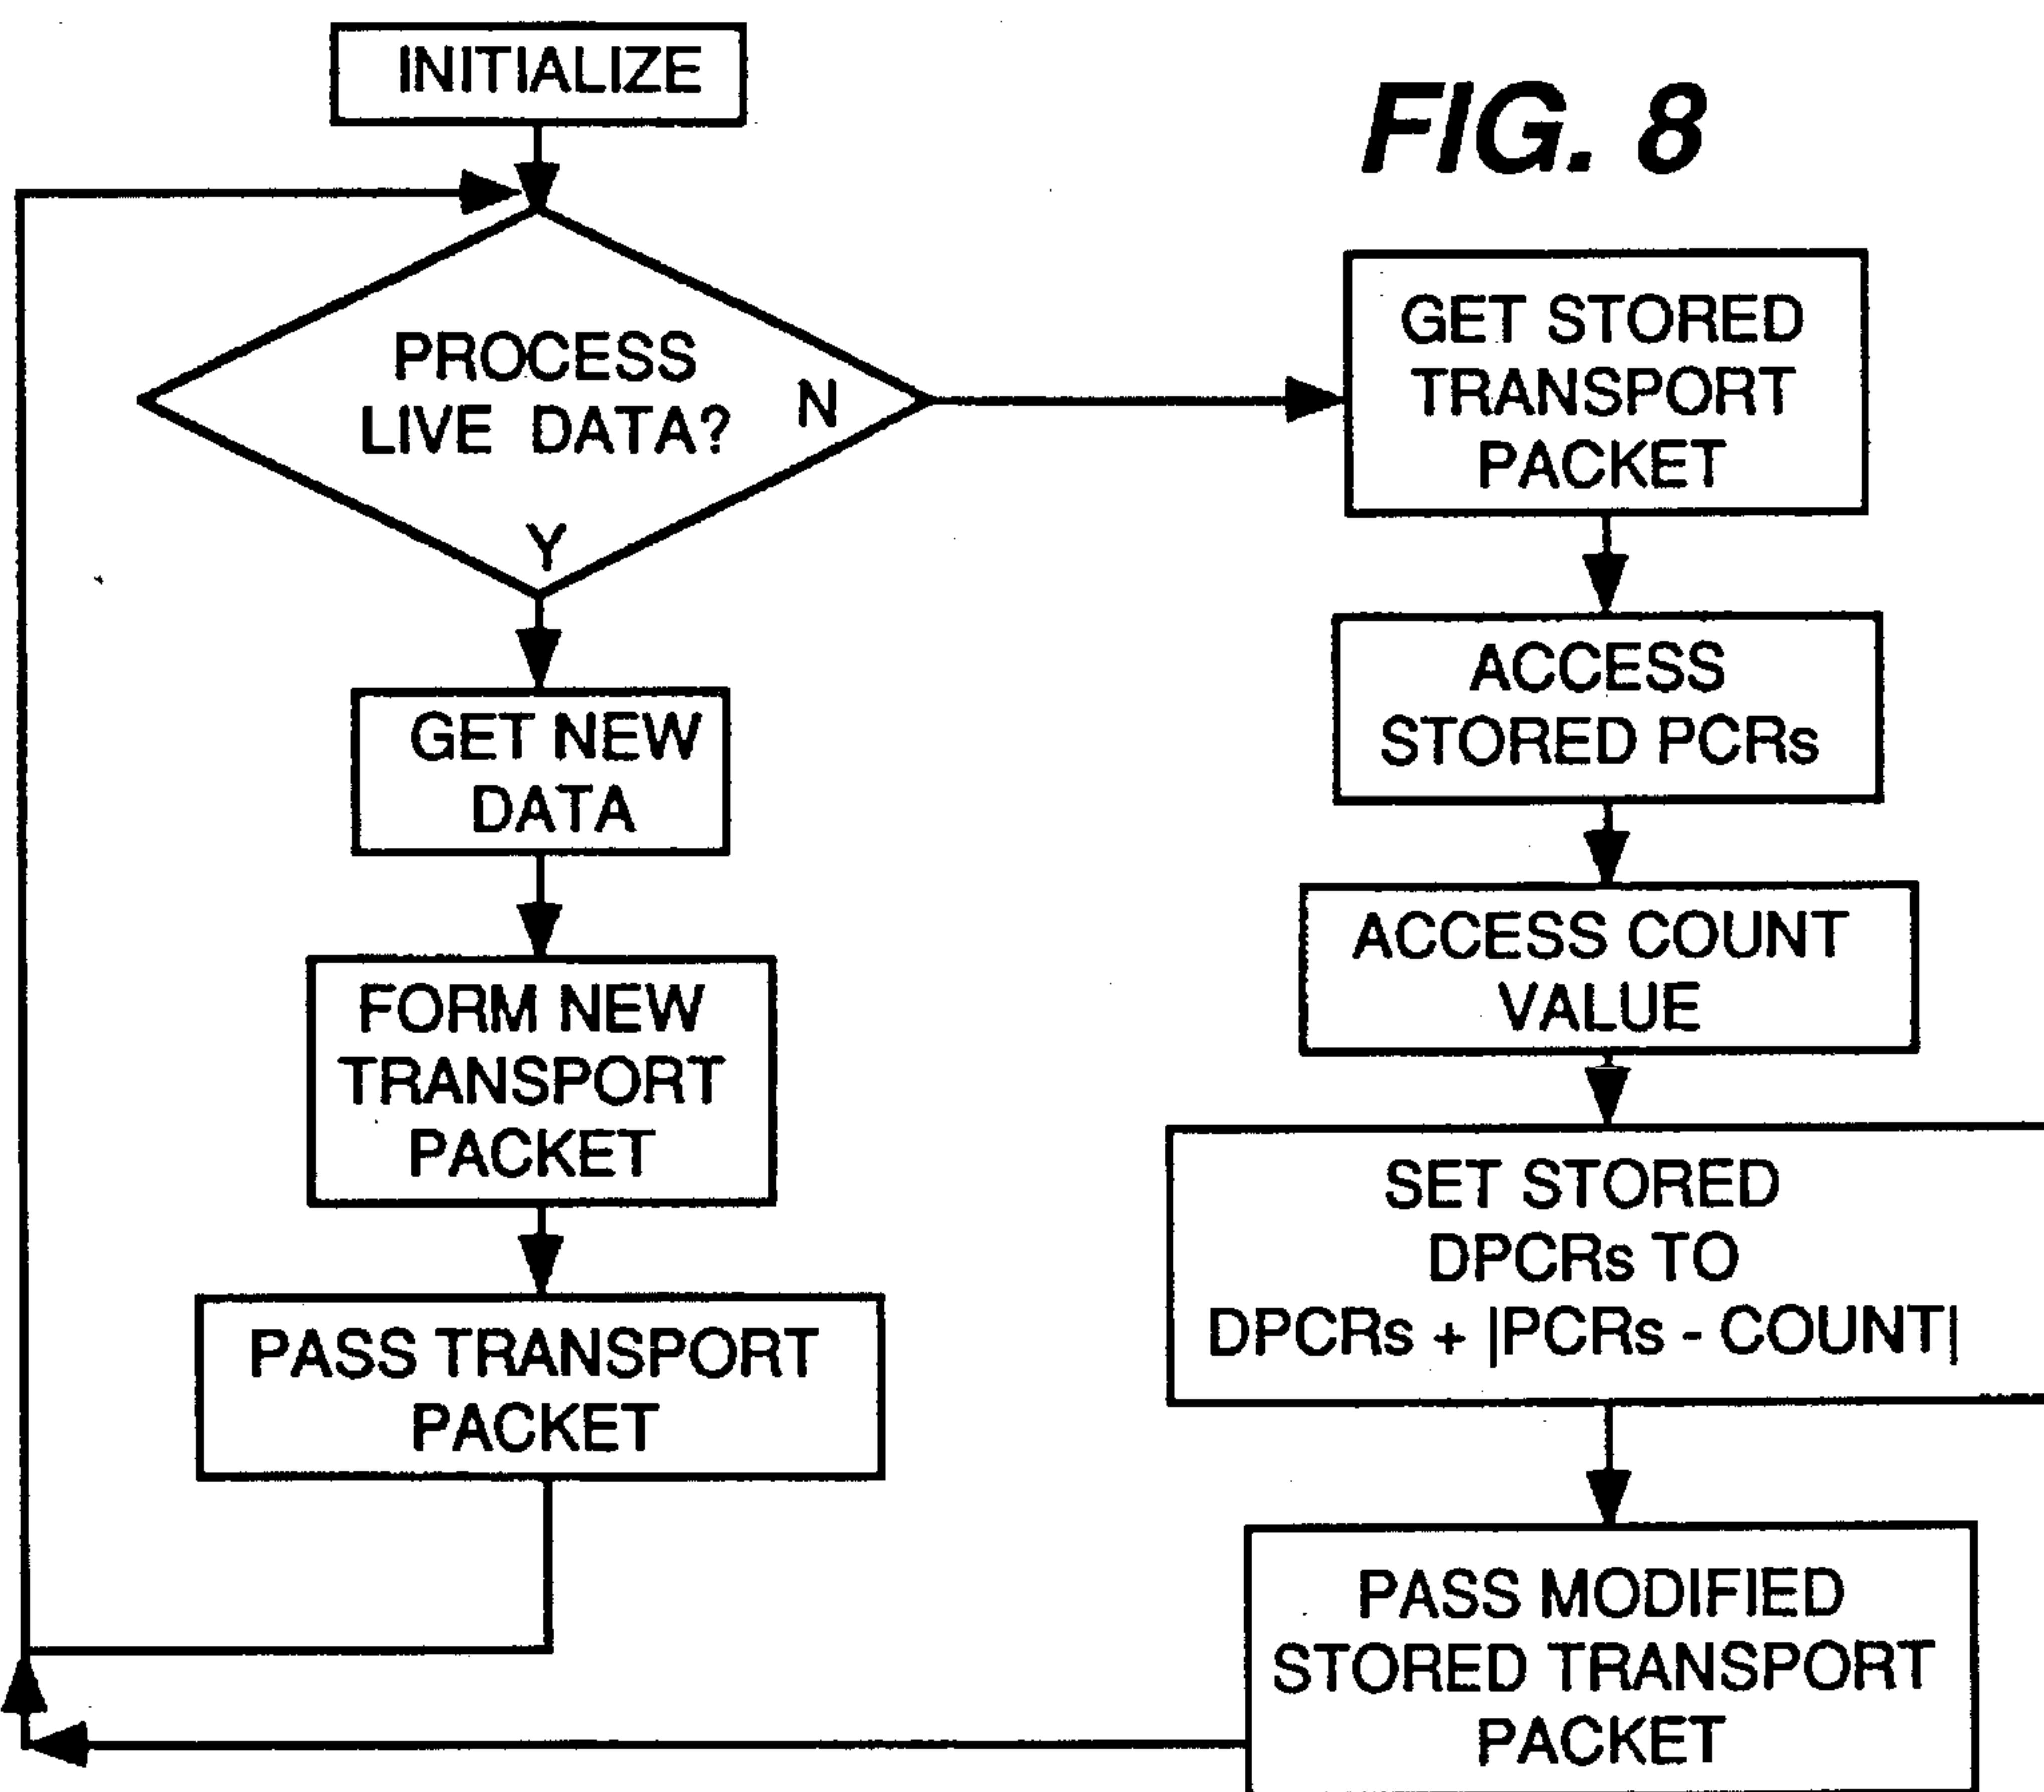 INITIALIZE
FIG. 8
PROCESS
LIVE DATA?
N
Y
GET NEW
DATA
FORM NEW
TRANSPORT
PACKET
PASS TRANSPORT
PACKET
GET STORED
TRANSPORT
PACKET
ACCESS
STORED PCRs
ACCESS COUNT
VALUE
SET STORED
DPCRs TO
DPCRs + |PCRs - COUNT|
PASS MODIFIED
STORED TRANSPORT
PACKET